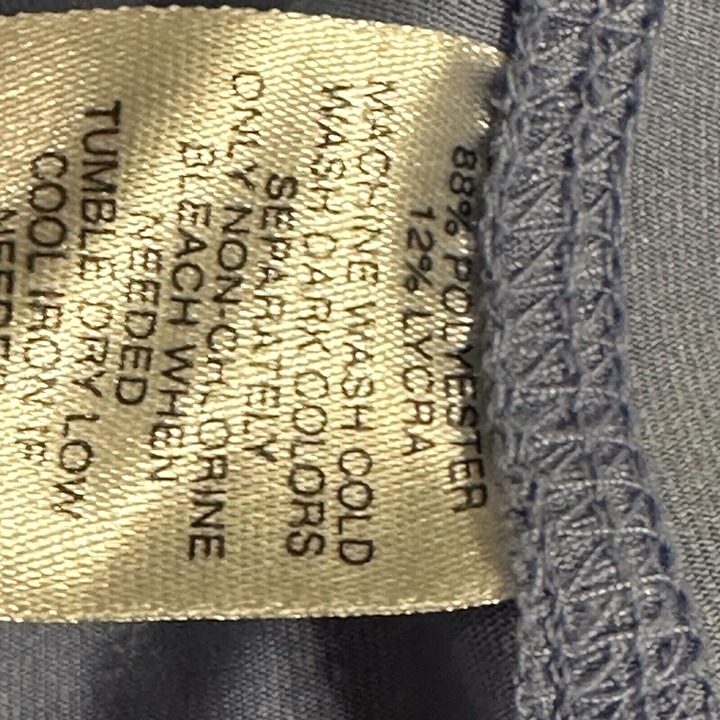 88% POLYESTER
12% LYCRA
MACHINE WASH COLD
WASH DARK COLORS
SEPARATELY
ONLY NON-CHLORINE
BLEACH WHEN
NEEDED
TUMBLE DRY LOW
COOL IRON IF